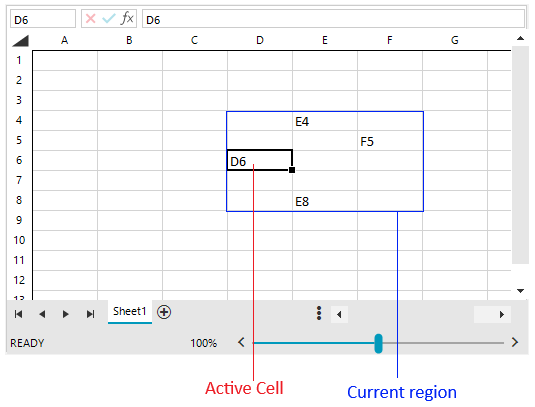 D6 fx D6
A B C D E F G
1
2
3
4 E4
5 F5
6 D6
7
8 E8
9
10
11
12
13
Sheet1
READY 100%
Active Cell Current region